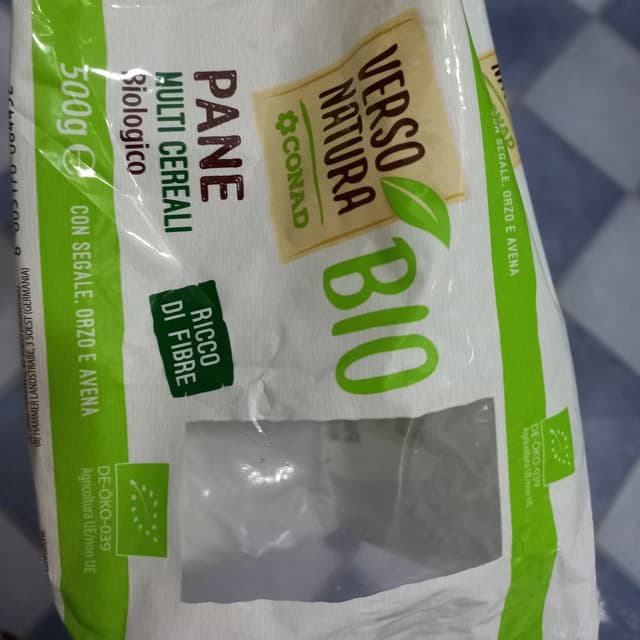 VERSO
NATURA
CONAD
BIO
PANE
MULTI CEREALI
Biologico
RICCO
DI FIBRE
500g e
CON SEGALE, ORZO E AVENA
DE-ÖKO-039
Agricoltura UE/non UE
SEGALE, ORZO E AVENA
DE-ÖKO-039
Agricoltura UE/non UE